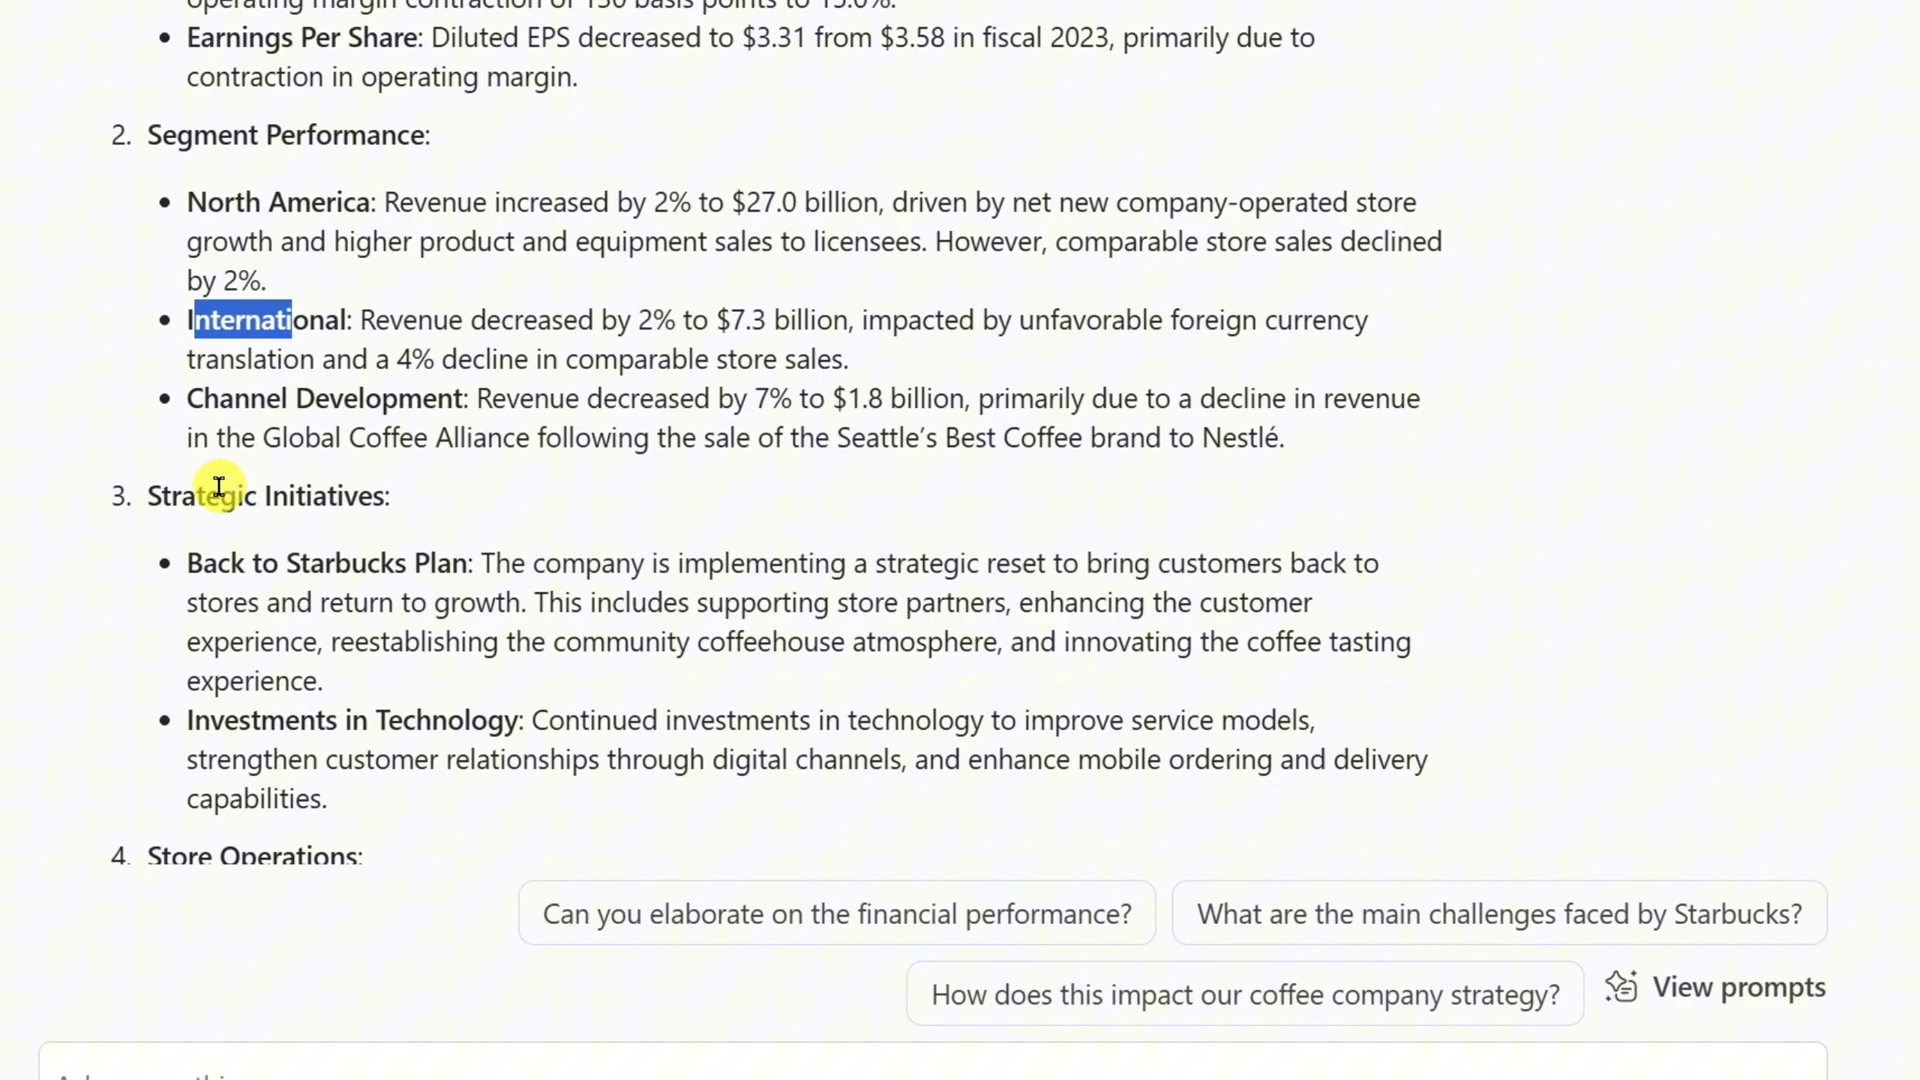 operating margin contraction of 130 basis points to 15.0%.
• Earnings Per Share: Diluted EPS decreased to $3.31 from $3.58 in fiscal 2023, primarily due to
contraction in operating margin.
2. Segment Performance:
• North America: Revenue increased by 2% to $27.0 billion, driven by net new company-operated store
growth and higher product and equipment sales to licensees. However, comparable store sales declined
by 2%.
• International: Revenue decreased by 2% to $7.3 billion, impacted by unfavorable foreign currency
translation and a 4% decline in comparable store sales.
• Channel Development: Revenue decreased by 7% to $1.8 billion, primarily due to a decline in revenue
in the Global Coffee Alliance following the sale of the Seattle’s Best Coffee brand to Nestlé.
3. Strategic Initiatives:
• Back to Starbucks Plan: The company is implementing a strategic reset to bring customers back to
stores and return to growth. This includes supporting store partners, enhancing the customer
experience, reestablishing the community coffeehouse atmosphere, and innovating the coffee tasting
experience.
• Investments in Technology: Continued investments in technology to improve service models,
strengthen customer relationships through digital channels, and enhance mobile ordering and delivery
capabilities.
4. Store Operations:
Can you elaborate on the financial performance?
What are the main challenges faced by Starbucks?
How does this impact our coffee company strategy?
View prompts